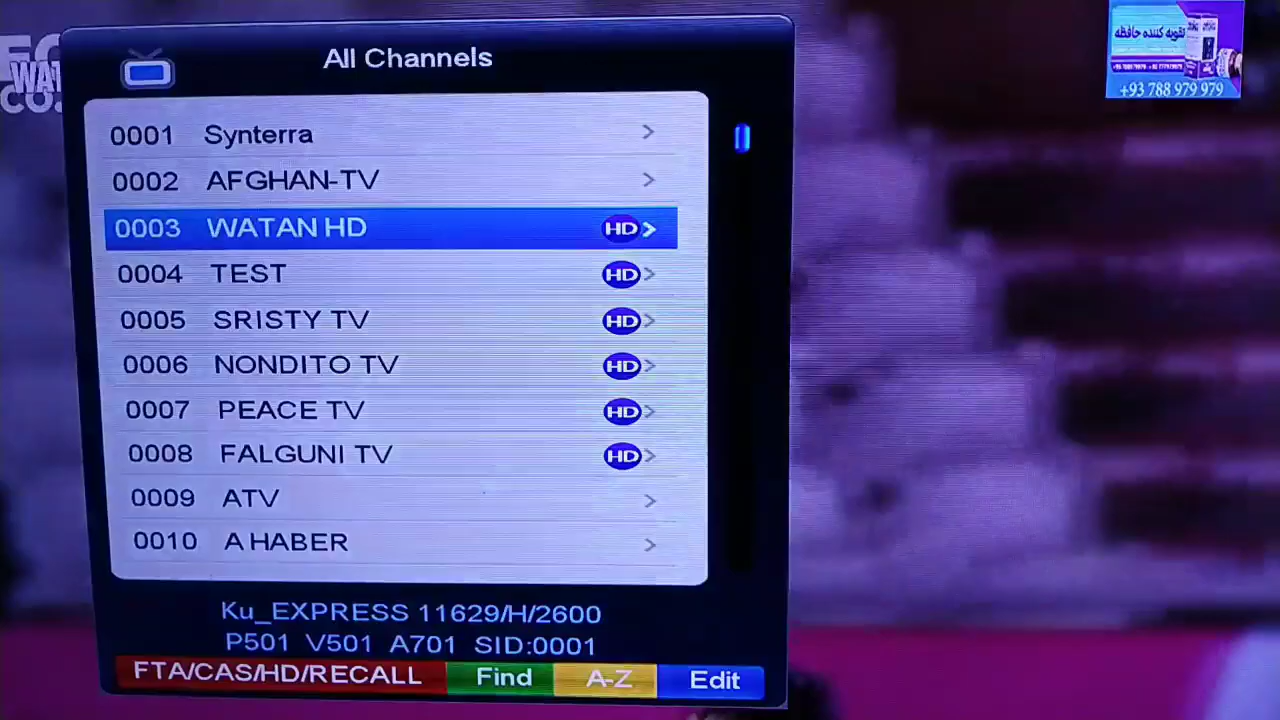 All Channels
0001 Synterra
0002 AFGHAN-TV
0003 WATAN HD HD
0004 TEST HD
0005 SRISTY TV HD
0006 NONDITO TV HD
0007 PEACE TV HD
0008 FALGUNI TV HD
0009 ATV
0010 A HABER
Ku_EXPRESS 11629/H/2600
P501 V501 A701 SID:0001
FTA/CAS/HD/RECALL Find A-Z Edit
تقویه کننده حافظه
+93 788 979 979